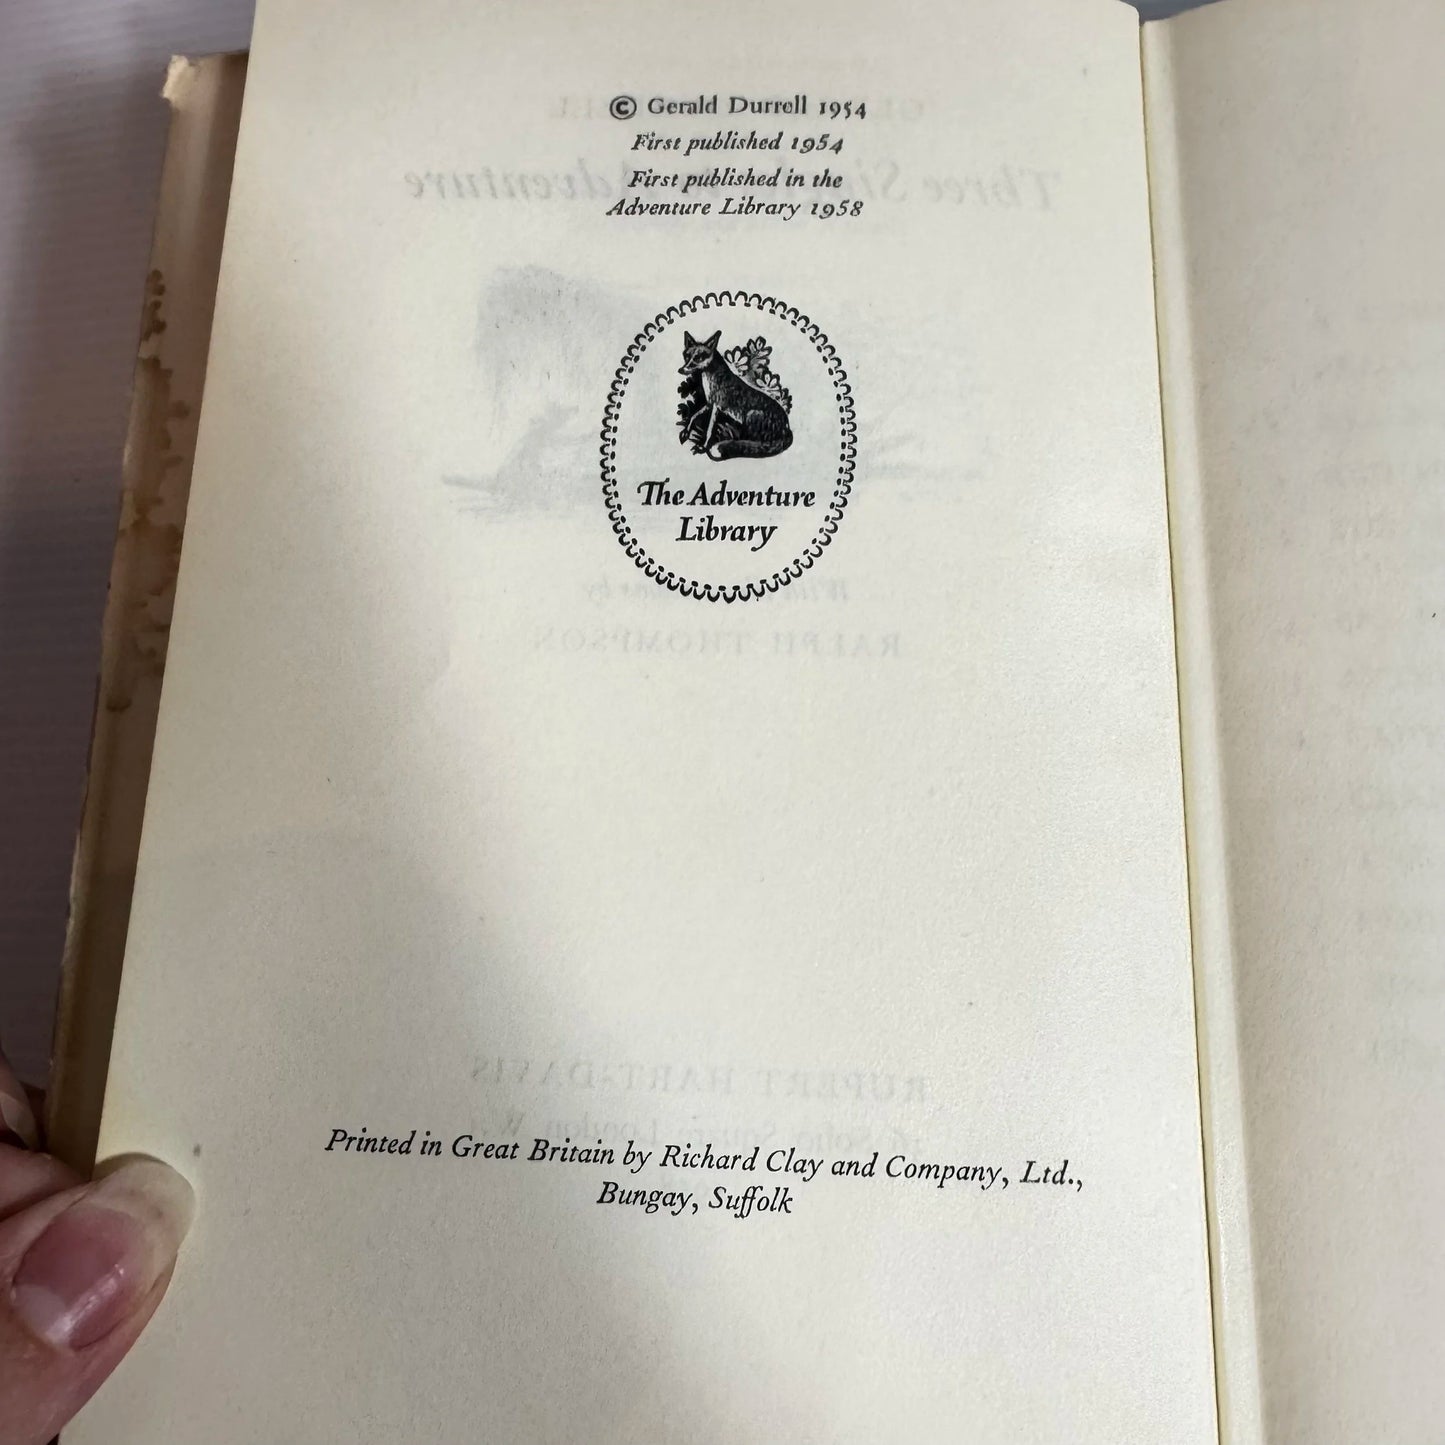 © Gerald Durrell 1954
First published 1954
First published in the
Adventure Library 1958
The Adventure
Library
Printed in Great Britain by Richard Clay and Company, Ltd.,
Bungay, Suffolk